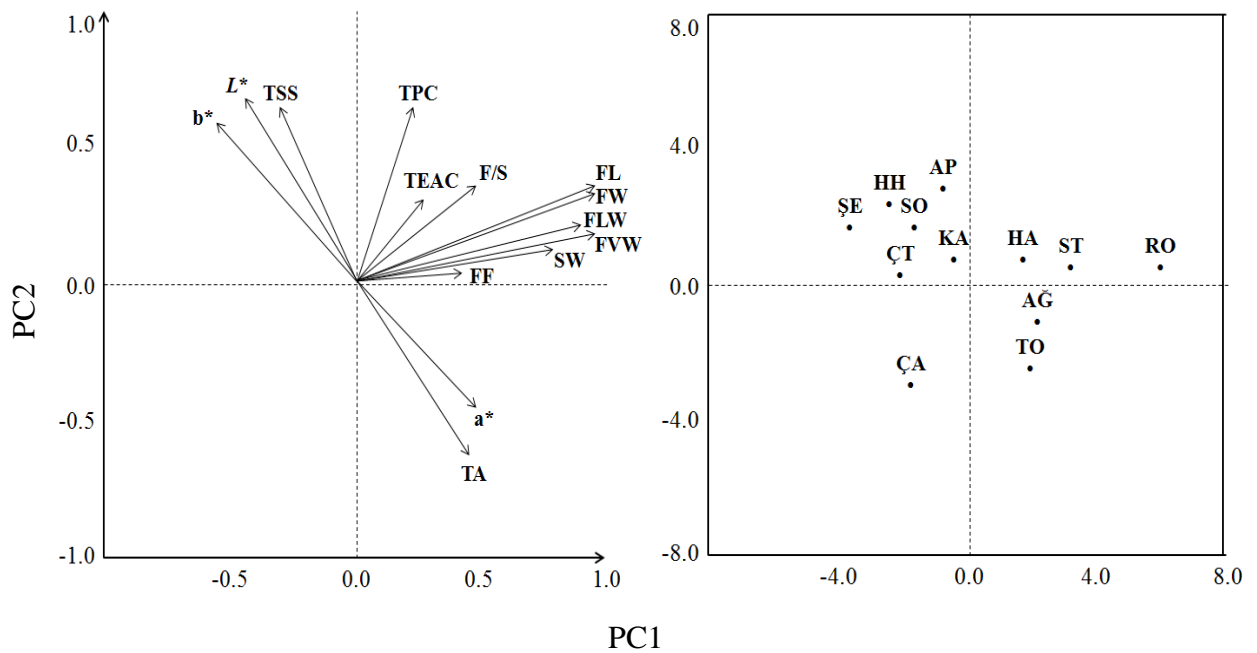 1.0
L*
TSS
TPC
b*
0.5
TEAC
F/S
FL
FW
FLW
FVW
SW
FF
0.0
a*
-0.5
TA
-1.0
-0.5
0.0
0.5
1.0
PC2
8.0
4.0
AP
HH
ŞE
SO
KA
HA
ST
RO
ÇT
0.0
AĞ
TO
ÇA
-4.0
-8.0
-4.0
0.0
4.0
8.0
PC1